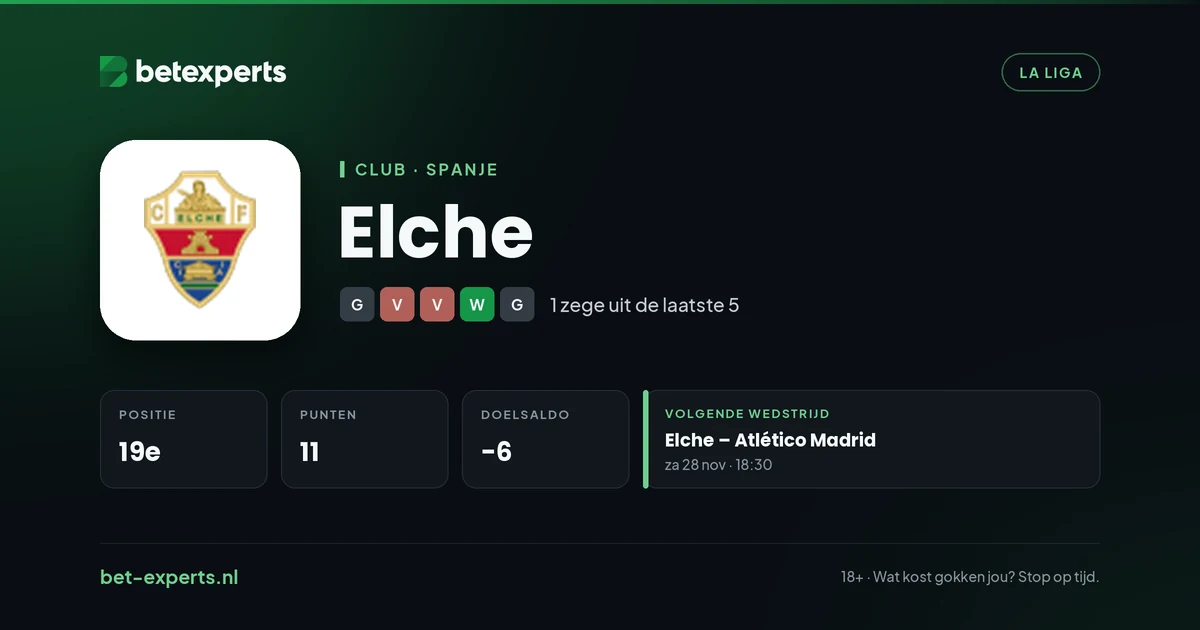 betexperts
LA LIGA
C F
ELCHE
CLUB · SPANJE
Elche
G V V W G 1 zege uit de laatste 5
POSITIE
19e
PUNTEN
11
DOELSALDO
-6
VOLGENDE WEDSTRIJD
Elche – Atlético Madrid
za 28 nov · 18:30
bet-experts.nl
18+ · Wat kost gokken jou? Stop op tijd.